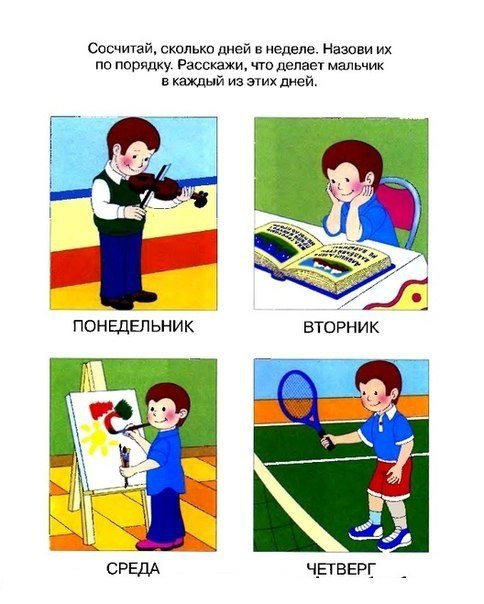 Сосчитай, сколько дней в неделе. Назови их
по порядку. Расскажи, что делает мальчик
в каждый из этих дней.
ПОНЕДЕЛЬНИК
ВТОРНИК
СРЕДА
ЧЕТВЕРГ